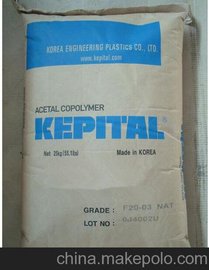 KOREA ENGINEERING PLASTICS CO., LTD.
www.kepital.com
ACETAL COPOLYMER
KEPITAL®
Net 25kg(55.1lbs) Made in KOREA
GRADE : F20-03 NAT
LOT NO : 0J4002U
china.makepolo.com